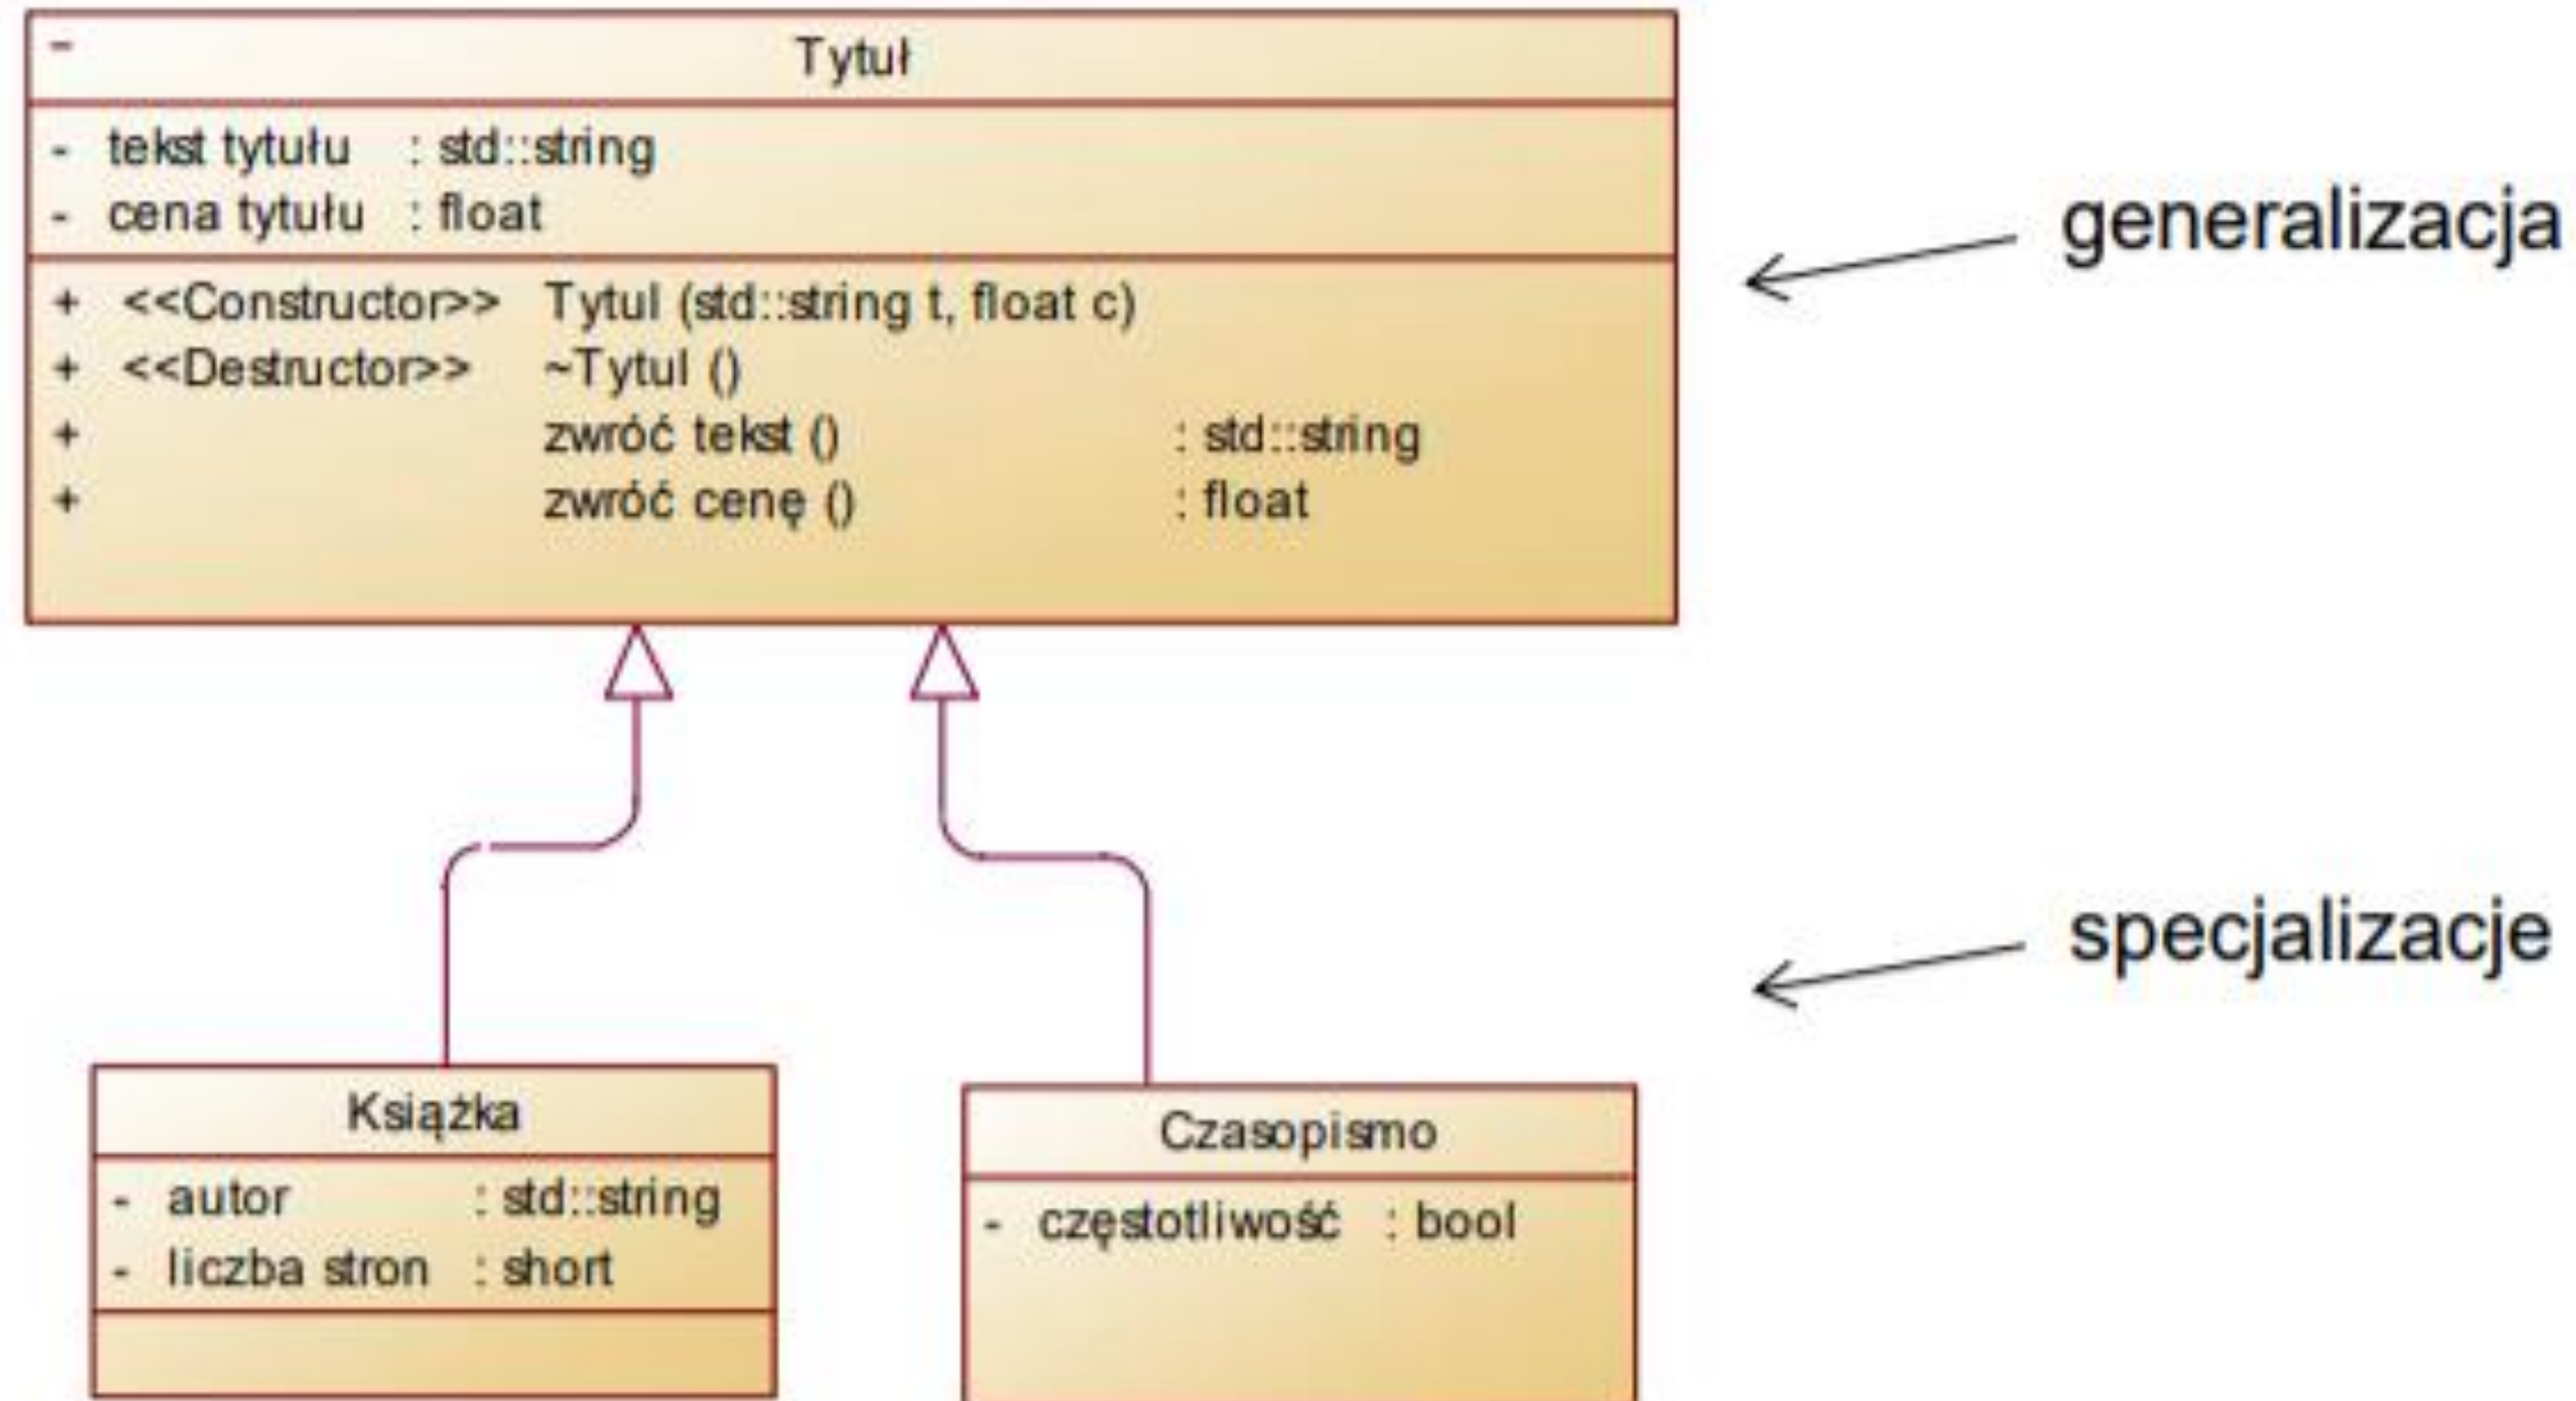 Tytuł
- tekst tytułu : std::string
- cena tytułu : float
+ <<Constructor>> Tytul (std::string t, float c)
+ <<Destructor>> ~Tytul ()
+ zwróć tekst () : std::string
+ zwróć cenę () : float
generalizacja
specjalizacje
Książka
- autor : std::string
- liczba stron : short
Czasopismo
- częstotliwość : bool